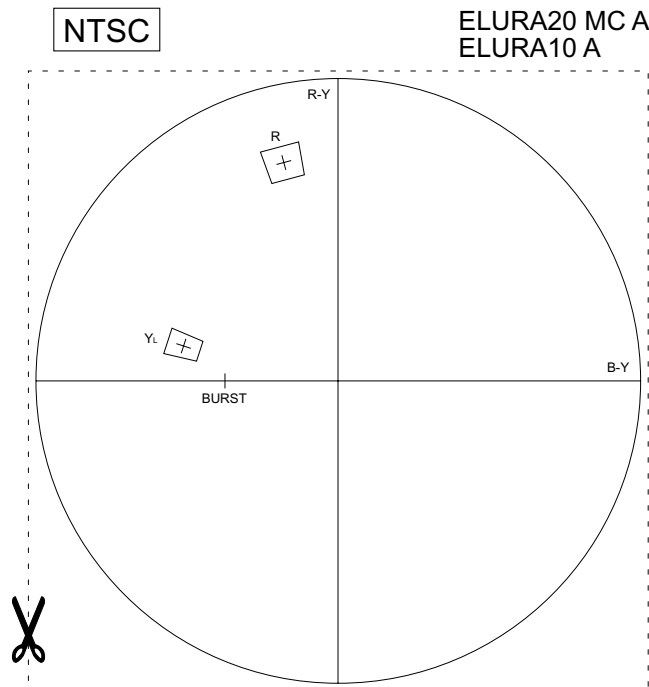 NTSC
ELURA20 MC A
ELURA10 A
R-Y
R
YL
B-Y
BURST